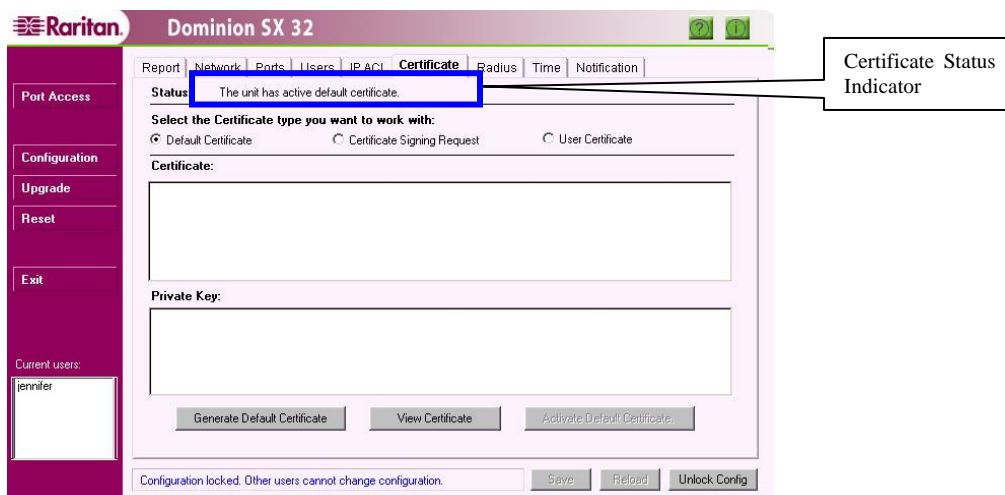 Raritan.
Dominion SX 32
? i
Report Network Ports Users IP ACL Certificate Radius Time Notification
Certificate Status Indicator
Port Access
Configuration
Upgrade
Reset
Exit
Current users:
jennifer
Status: The unit has active default certificate.
Select the Certificate type you want to work with:
Default Certificate Certificate Signing Request User Certificate
Certificate:
Private Key:
Generate Default Certificate View Certificate Activate Default Certificate
Configuration locked. Other users cannot change configuration. Save Reload Unlock Config